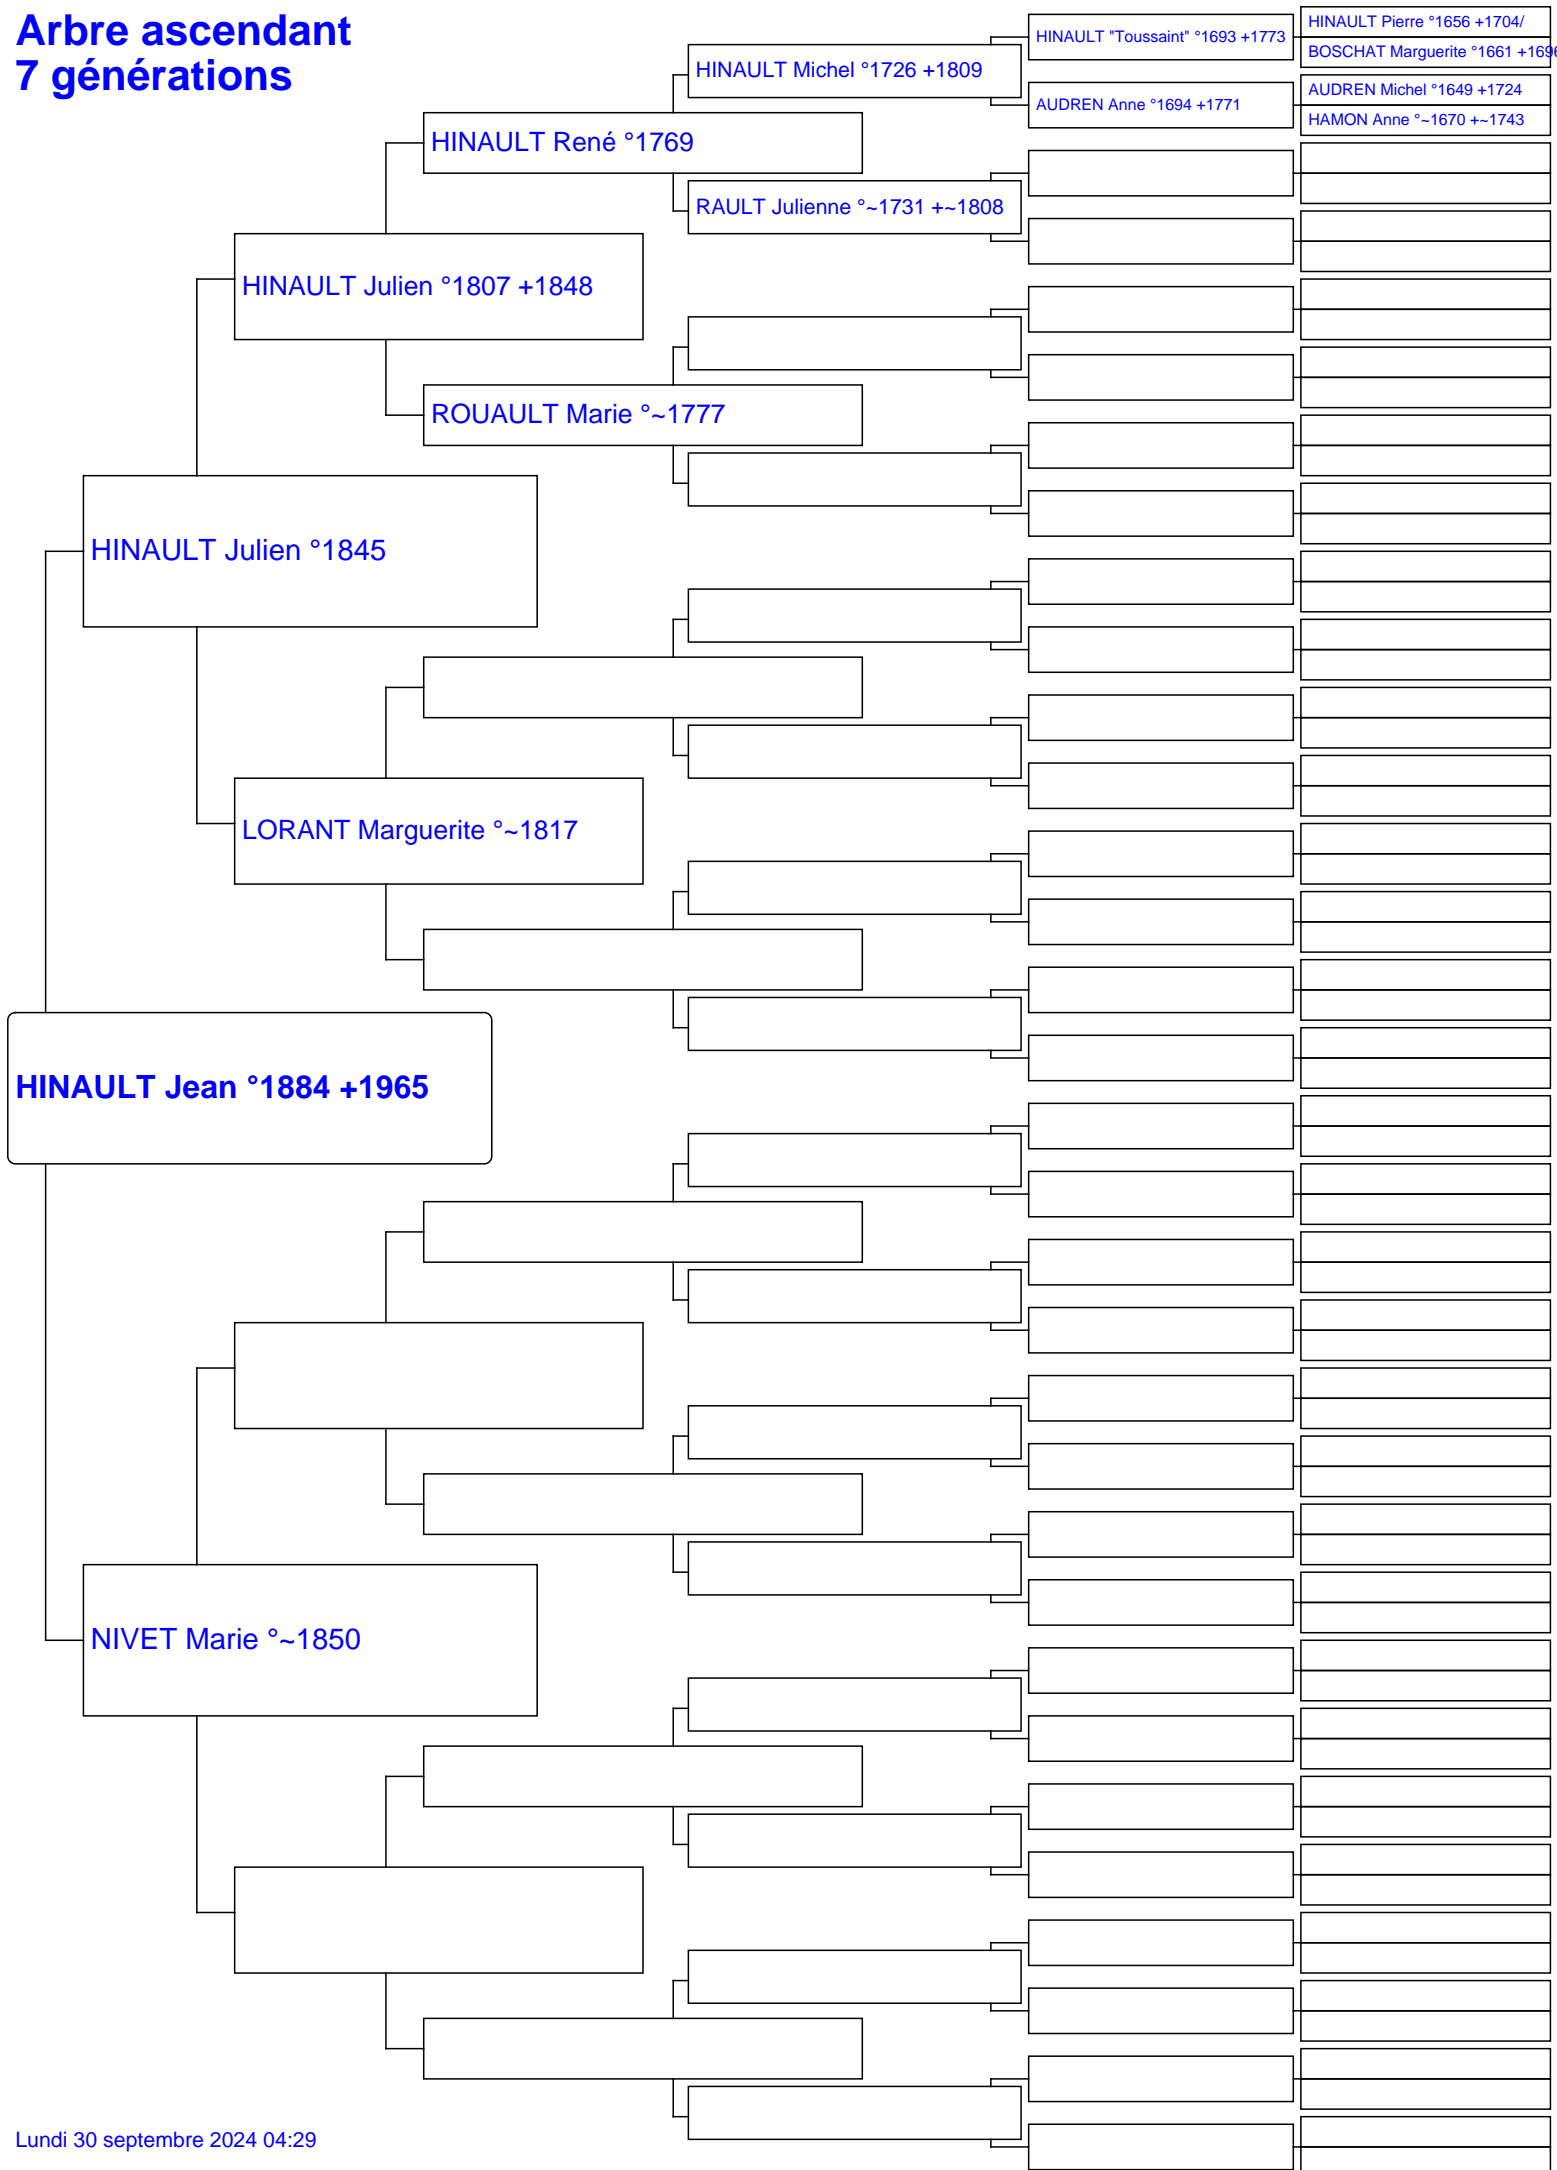 Arbre ascendant
7 générations
HINAULT Pierre °1656 +1704/
HINAULT "Toussaint" °1693 +1773
BOSCHAT Marguerite °1661 +1696
HINAULT Michel °1726 +1809
AUDREN Michel °1649 +1724
AUDREN Anne °1694 +1771
HAMON Anne °~1670 +~1743
HINAULT René °1769
RAULT Julienne °~1731 +~1808
HINAULT Julien °1807 +1848
ROUAULT Marie °~1777
HINAULT Julien °1845
LORANT Marguerite °~1817
HINAULT Jean °1884 +1965
NIVET Marie °~1850
Lundi 30 septembre 2024 04:29